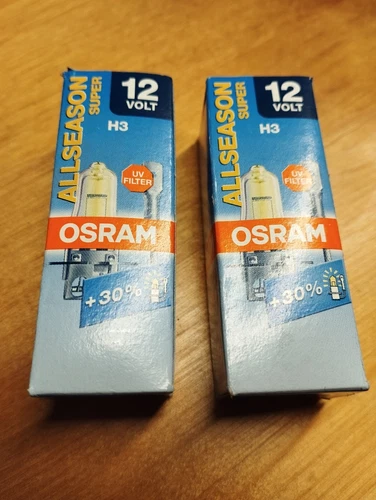 ALLSEASON
SUPER
12
VOLT
H3
UV
FILTER
OSRAM
+30%
ALLSEASON
SUPER
12
VOLT
H3
UV
FILTER
OSRAM
+30%